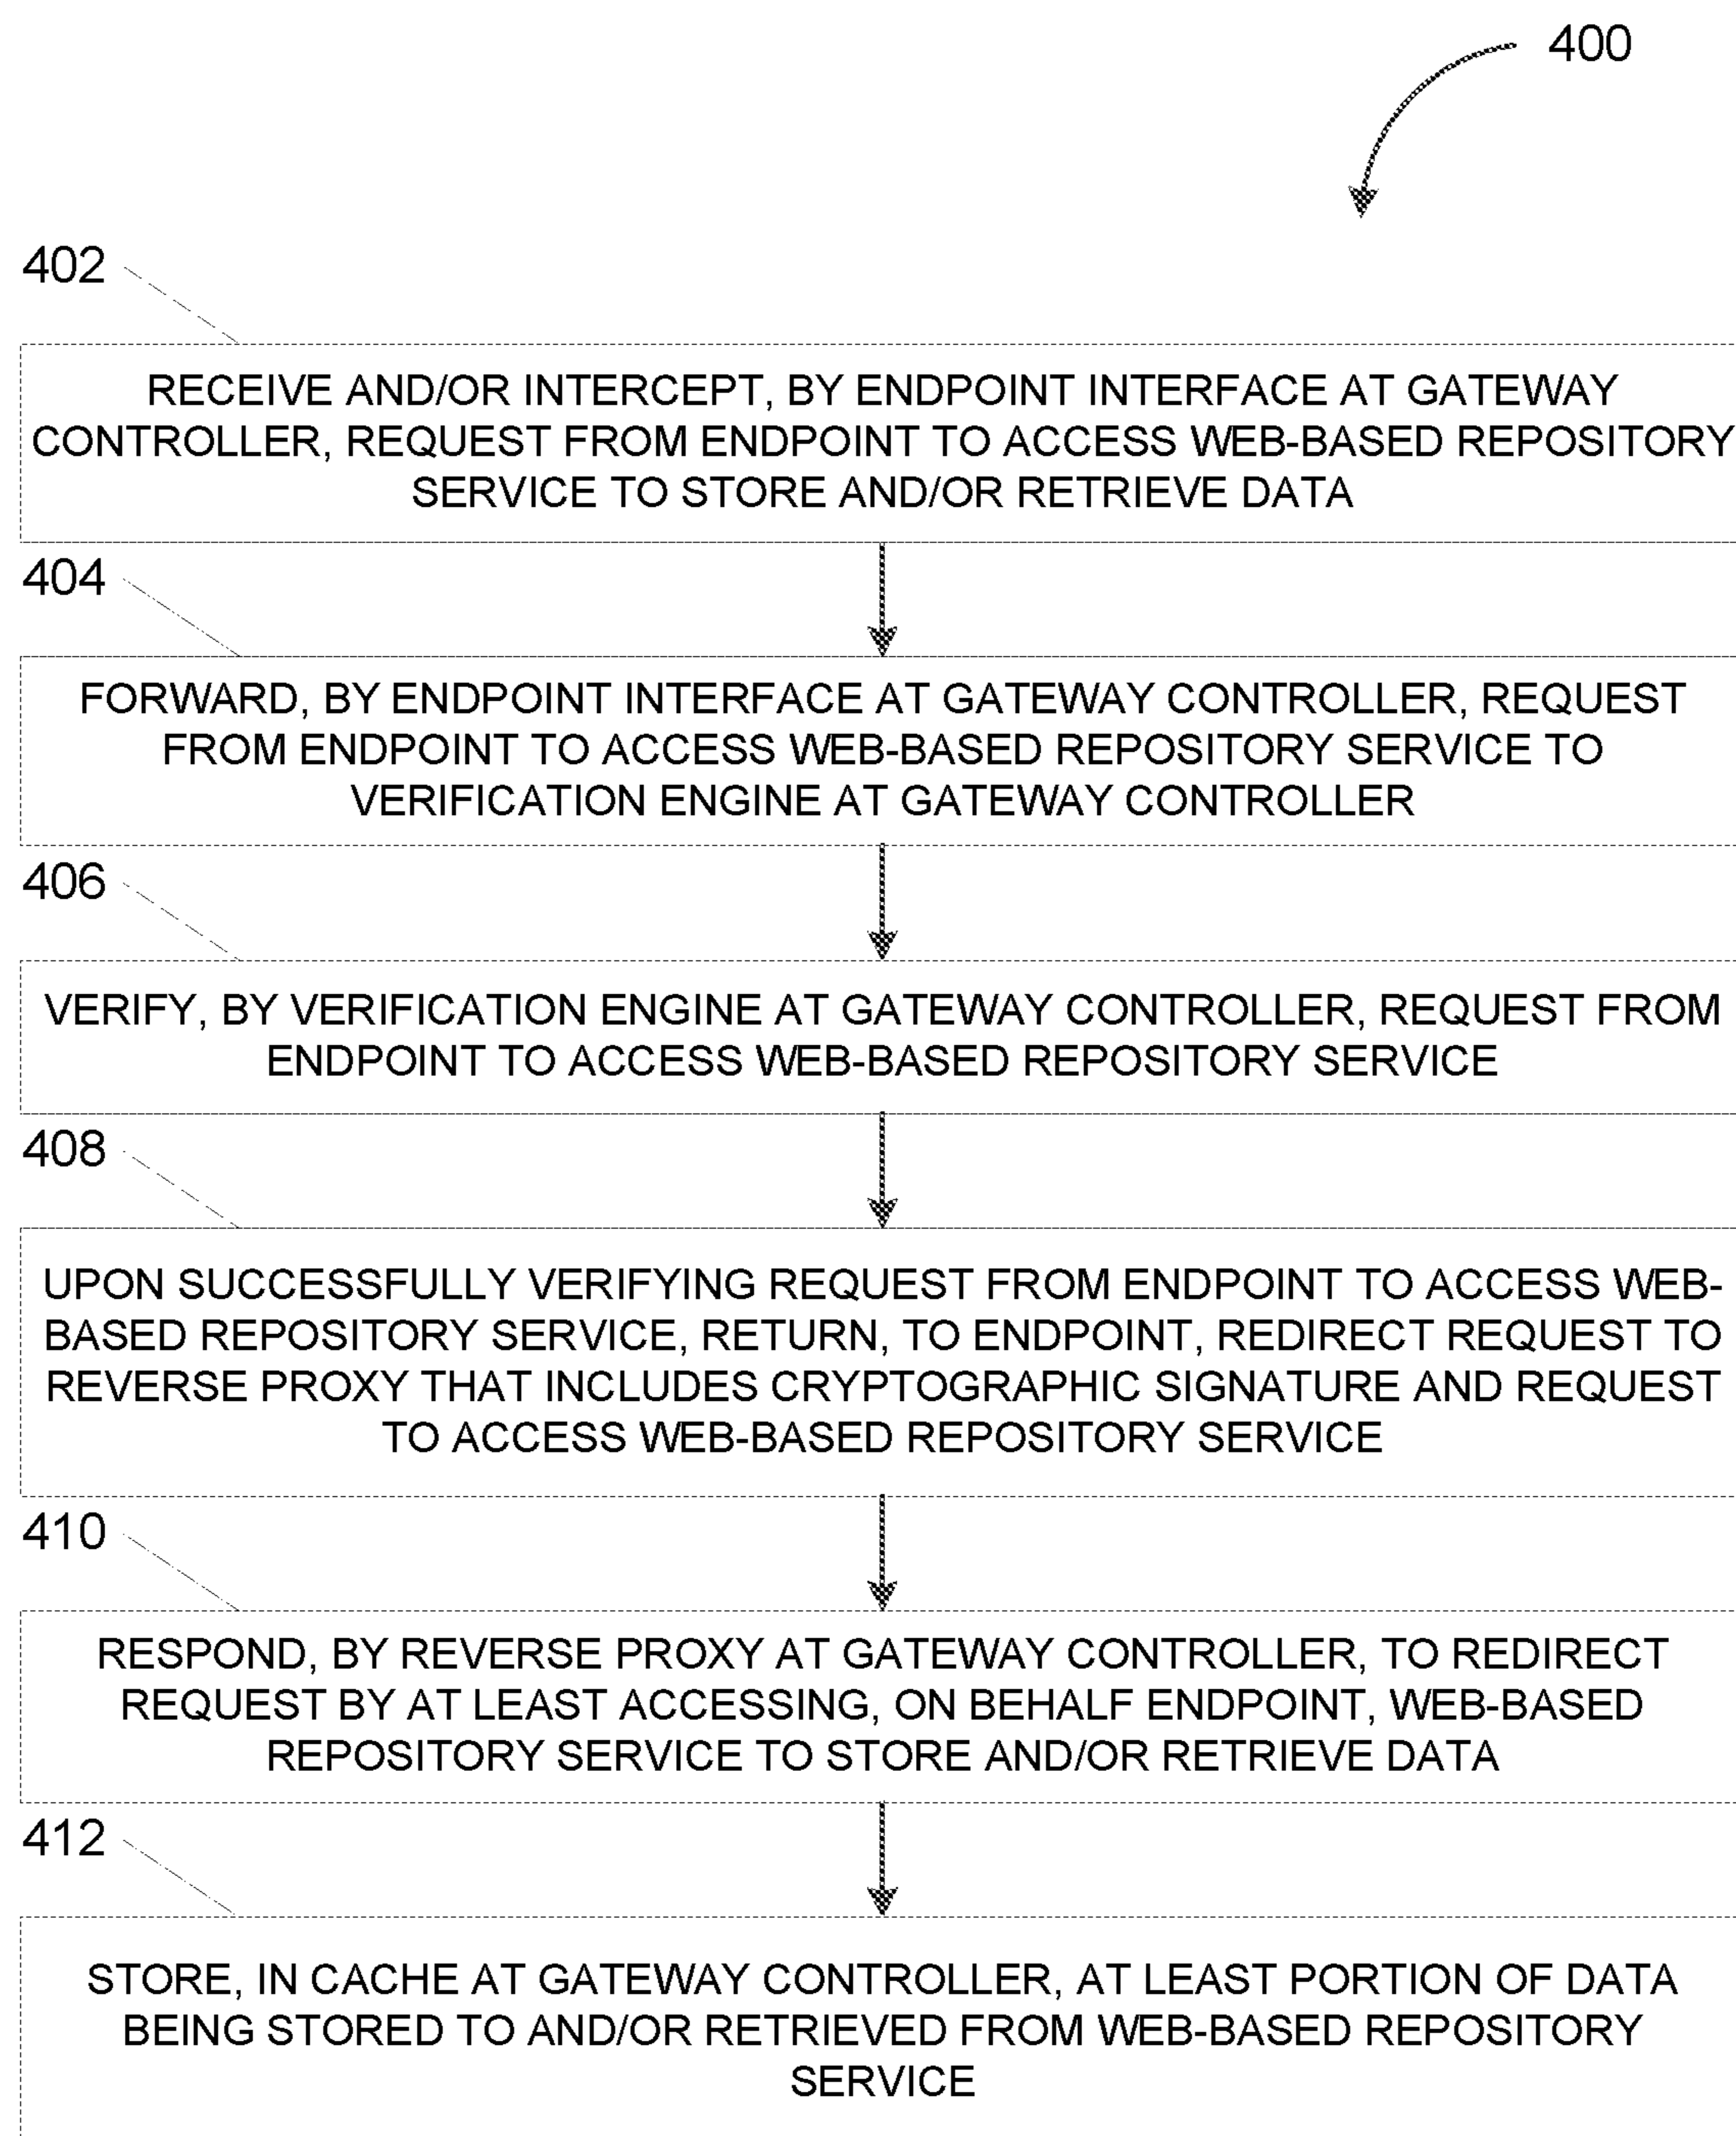 400
402
RECEIVE AND/OR INTERCEPT, BY ENDPOINT INTERFACE AT GATEWAY
CONTROLLER, REQUEST FROM ENDPOINT TO ACCESS WEB-BASED REPOSITORY
SERVICE TO STORE AND/OR RETRIEVE DATA
404
FORWARD, BY ENDPOINT INTERFACE AT GATEWAY CONTROLLER, REQUEST
FROM ENDPOINT TO ACCESS WEB-BASED REPOSITORY SERVICE TO
VERIFICATION ENGINE AT GATEWAY CONTROLLER
406
VERIFY, BY VERIFICATION ENGINE AT GATEWAY CONTROLLER, REQUEST FROM
ENDPOINT TO ACCESS WEB-BASED REPOSITORY SERVICE
408
UPON SUCCESSFULLY VERIFYING REQUEST FROM ENDPOINT TO ACCESS WEB-
BASED REPOSITORY SERVICE, RETURN, TO ENDPOINT, REDIRECT REQUEST TO
REVERSE PROXY THAT INCLUDES CRYPTOGRAPHIC SIGNATURE AND REQUEST
TO ACCESS WEB-BASED REPOSITORY SERVICE
410
RESPOND, BY REVERSE PROXY AT GATEWAY CONTROLLER, TO REDIRECT
REQUEST BY AT LEAST ACCESSING, ON BEHALF ENDPOINT, WEB-BASED
REPOSITORY SERVICE TO STORE AND/OR RETRIEVE DATA
412
STORE, IN CACHE AT GATEWAY CONTROLLER, AT LEAST PORTION OF DATA
BEING STORED TO AND/OR RETRIEVED FROM WEB-BASED REPOSITORY
SERVICE